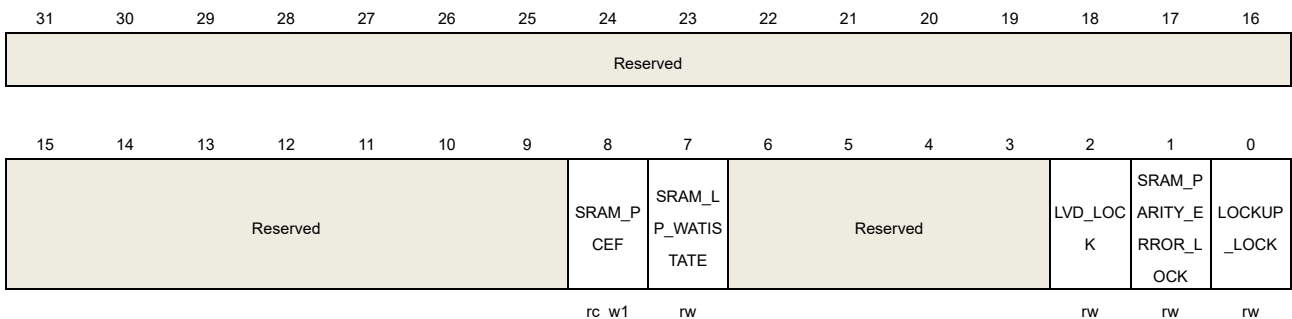 31 30 29 28 27 26 25 24 23 22 21 20 19 18 17 16
Reserved
15 14 13 12 11 10 9 8 7 6 5 4 3 2 1 0
Reserved
SRAM_P
CEF
SRAM_L
P_WATIS
TATE
Reserved
LVD_LOC
K
SRAM_P
ARITY_E
RROR_L
OCK
LOCKUP
_LOCK
rc_w1 rw rw rw rw